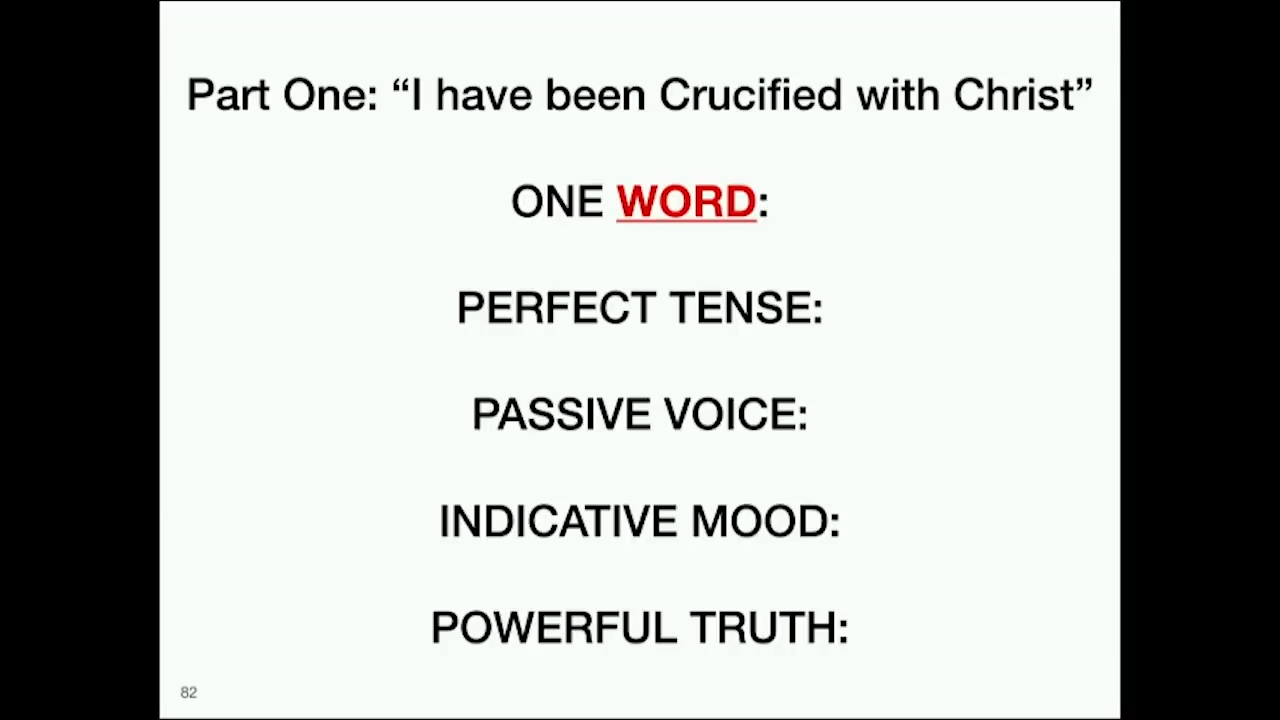 Part One: “I have been Crucified with Christ”
ONE WORD:
PERFECT TENSE:
PASSIVE VOICE:
INDICATIVE MOOD:
POWERFUL TRUTH:
82